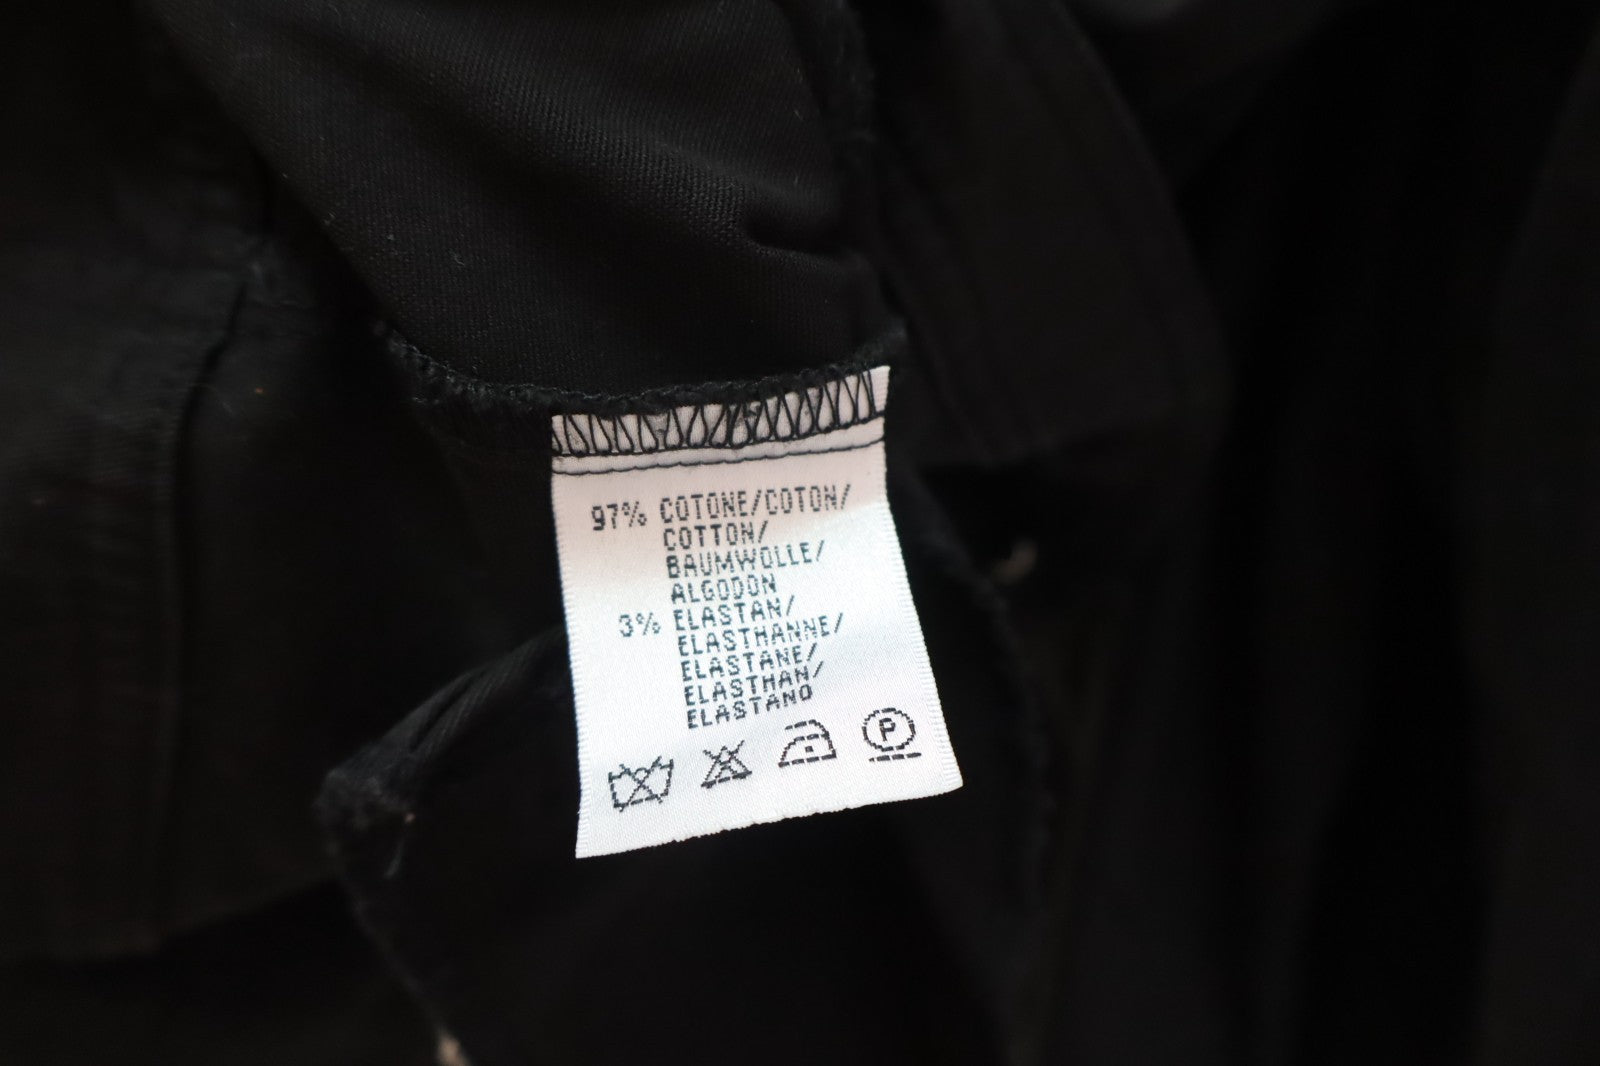 97% COTONE/COTON/
COTTON/
BAUMWOLLE/
ALGODON
3% ELASTAN/
ELASTHANNE/
ELASTANE/
ELASTHAN/
ELASTANO
P